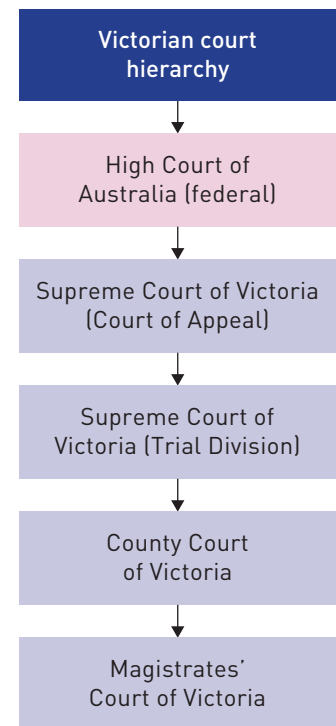 Victorian court
hierarchy
High Court of
Australia (federal)
Supreme Court of Victoria
(Court of Appeal)
Supreme Court of
Victoria (Trial Division)
County Court
of Victoria
Magistrates’
Court of Victoria